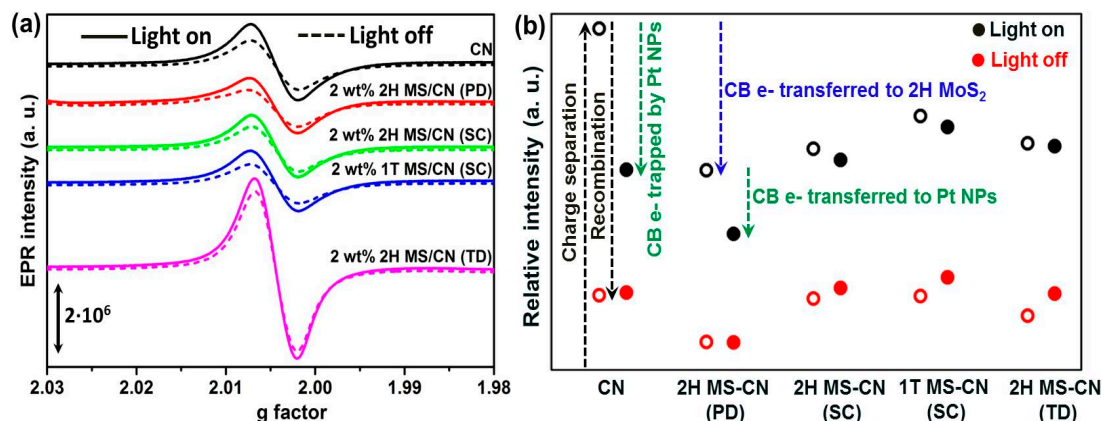 (a)
Light on
Light off
CN
2 wt% 2H MS/CN (PD)
2 wt% 2H MS/CN (SC)
2 wt% 1T MS/CN (SC)
2 wt% 2H MS/CN (TD)
2·10⁶
EPR intensity (a. u.)
2.03 2.02 2.01 2.00 1.99 1.98
g factor
(b)
Light on
Light off
Charge separation
Recombination
CB e- trapped by Pt NPs
CB e- transferred to 2H MoS₂
CB e- transferred to Pt NPs
Relative intensity (a. u.)
CN 2H MS-CN 2H MS-CN 1T MS-CN 2H MS-CN
(PD) (SC) (SC) (TD)